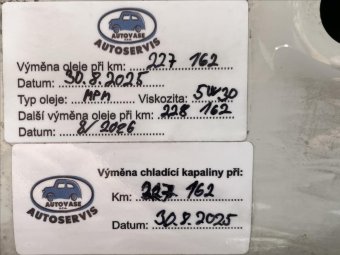 AUTOVASE
AUTOSERVIS
Výměna oleje při km: 227 162
Datum: 30.8.2025
Typ oleje: MPM Viskozita: 5W30
Další výměna oleje při km: 228 162
Datum: 8/2026
AUTOVASE
AUTOSERVIS
Výměna chladící kapaliny při:
Km: 227 162
Datum: 30.8.2025